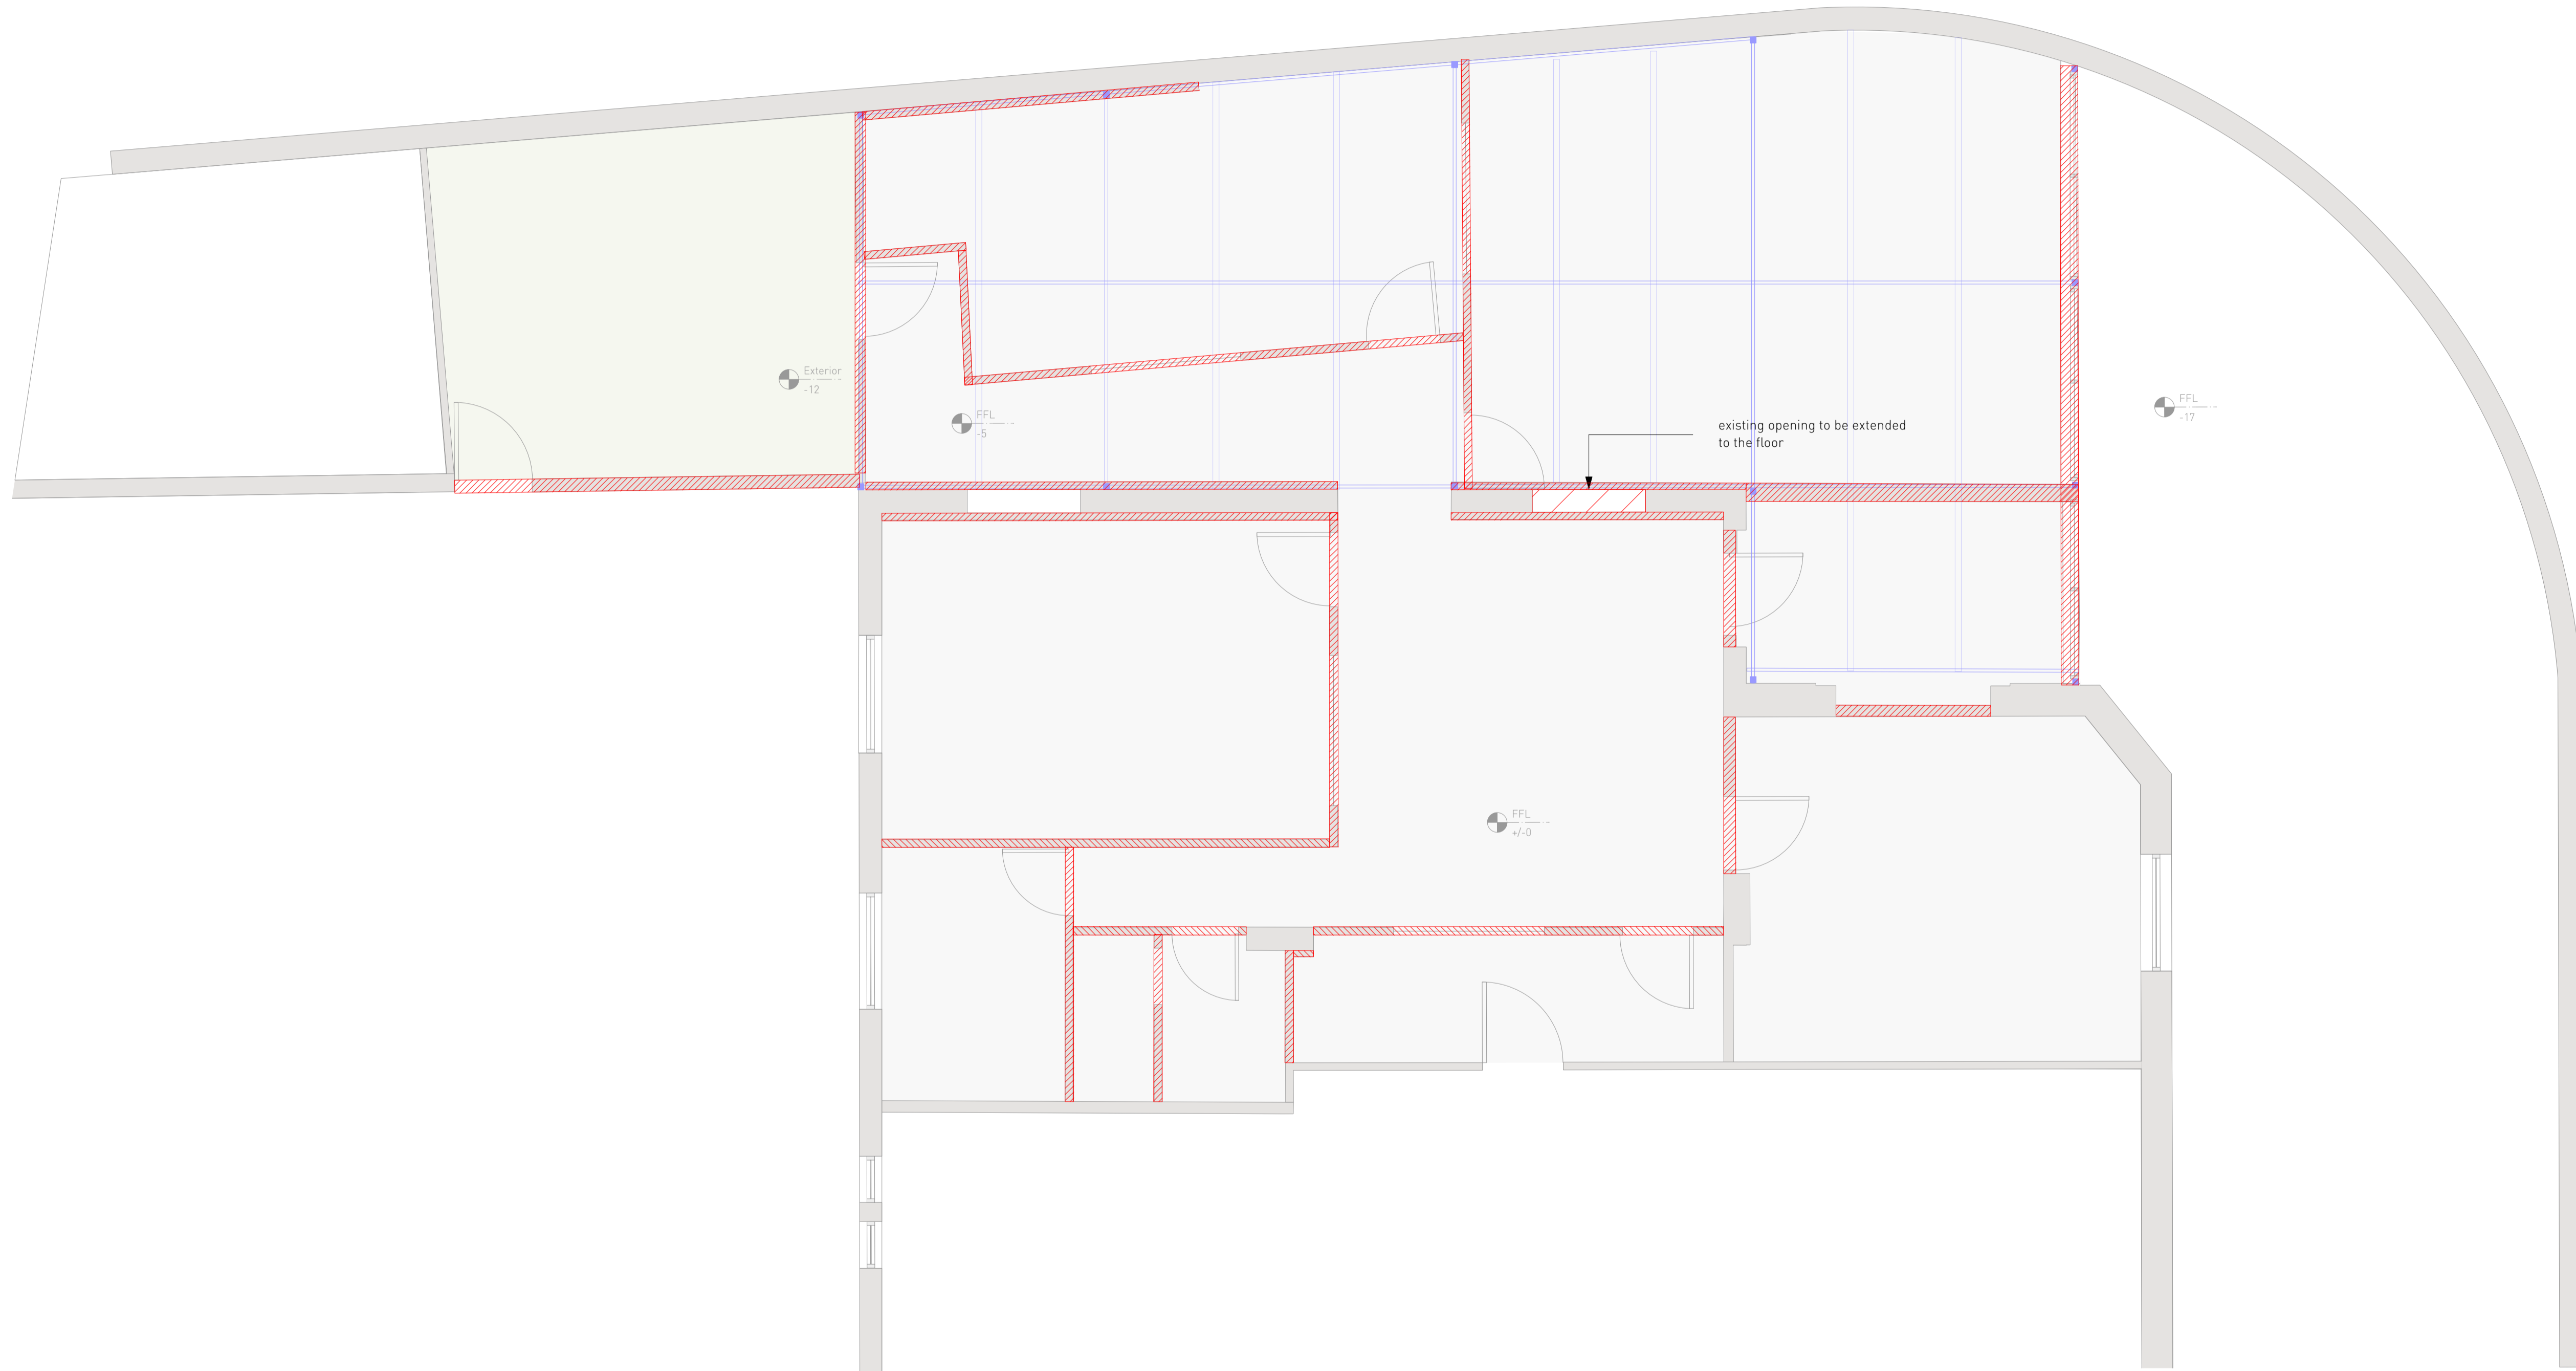 Exterior
-12
FFL
-5
existing opening to be extended
to the floor
FFL
-17
FFL
+/-0